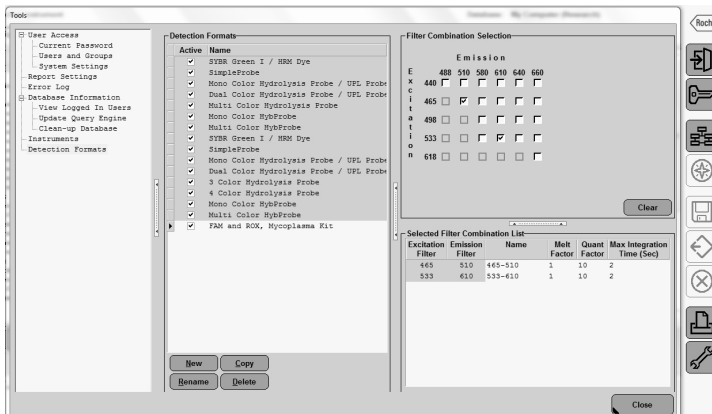 Tools
Roch
User Access
Current Password
Users and Groups
System Settings
Report Settings
Error Log
Database Information
View Logged In Users
Update Query Engine
Clean-up Database
Instruments
Detection Formats
Detection Formats
Active Name
SYBR Green I / HRM Dye
SimpleProbe
Mono Color Hydrolysis Probe / UPL Probe
Dual Color Hydrolysis Probe / UPL Probe
Multi Color Hydrolysis Probe
Mono Color HybProbe
Multi Color HybProbe
SYBR Green I / HRM Dye
SimpleProbe
Mono Color Hydrolysis Probe / UPL Probe
Dual Color Hydrolysis Probe / UPL Probe
3 Color Hydrolysis Probe
4 Color Hydrolysis Probe
Mono Color HybProbe
Multi Color HybProbe
FAM and ROX, Mycoplasma Kit
New Copy
Rename Delete
Filter Combination Selection
Emission
Excitation
488 510 580 610 640 660
440
465
498
533
618
Clear
Selected Filter Combination List
Excitation Filter Emission Filter Name Melt Factor Quant Factor Max Integration Time (Sec)
465 510 465-510 1 10 2
533 610 533-610 1 10 2
Close